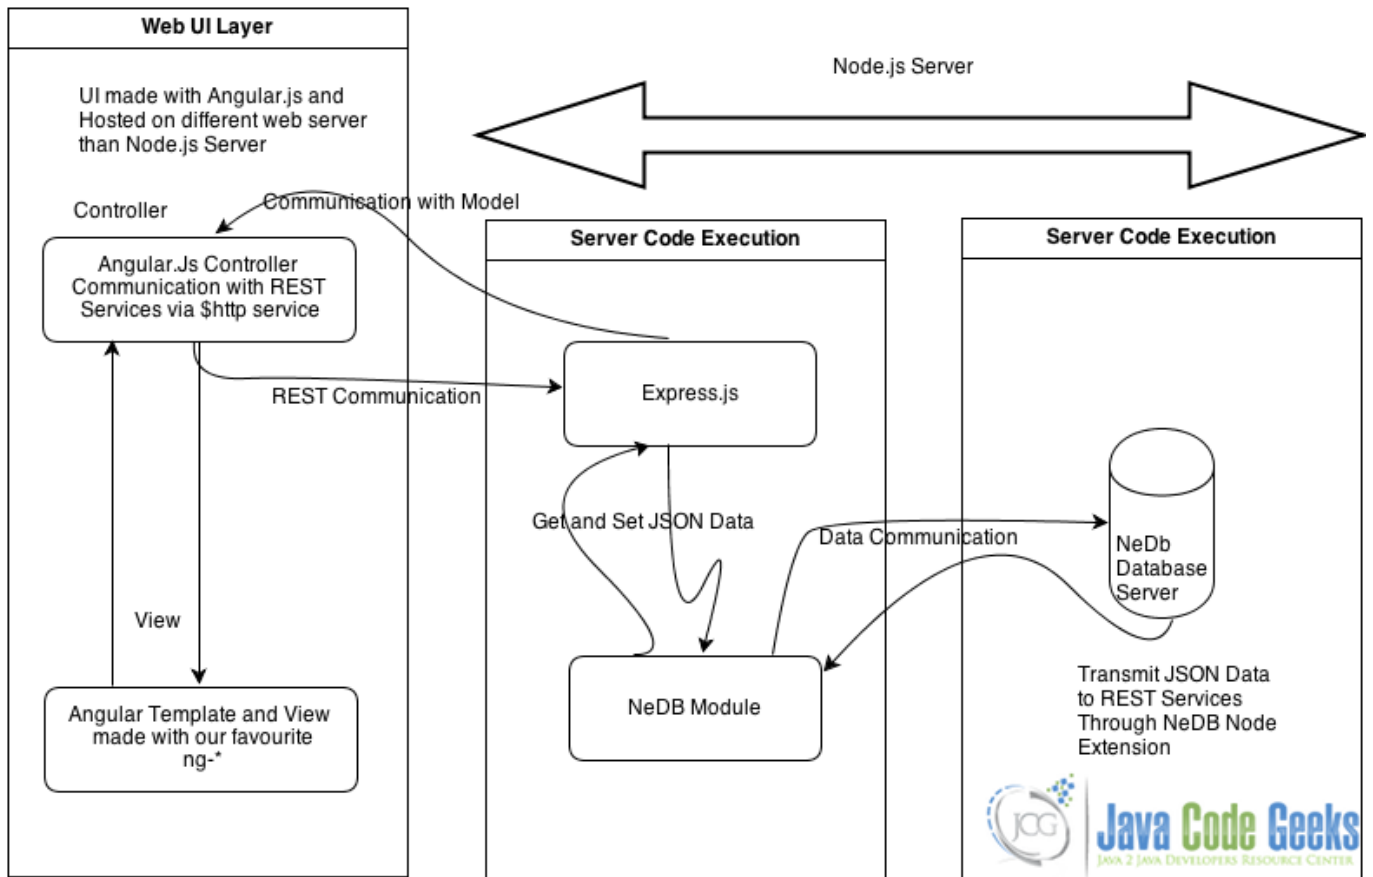 Web UI Layer
UI made with Angular.js and
Hosted on different web server
than Node.js Server
Node.js Server
Communication with Model
Controller
Angular.Js Controller
Communication with REST
Services via $http service
Server Code Execution
Server Code Execution
REST Communication
Express.js
Get and Set JSON Data
Data Communication
NeDb
Database
Server
View
Angular Template and View
made with our favourite
ng-*
NeDB Module
Transmit JSON Data
to REST Services
Through NeDB Node
Extension
JCG
Java Code Geeks
JAVA 2 JAVA DEVELOPERS RESOURCE CENTER